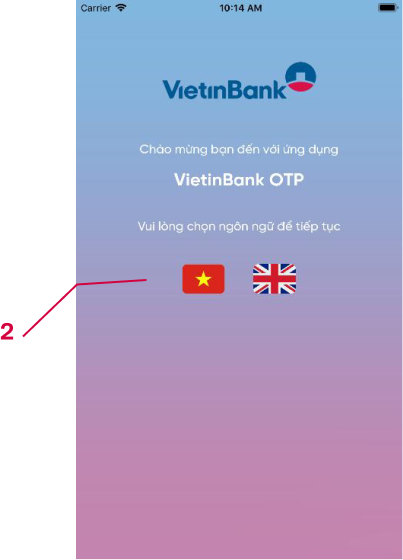 Carrier 10:14 AM
VietinBank
Chào mừng bạn đến với ứng dụng
VietinBank OTP
Vui lòng chọn ngôn ngữ để tiếp tục
2